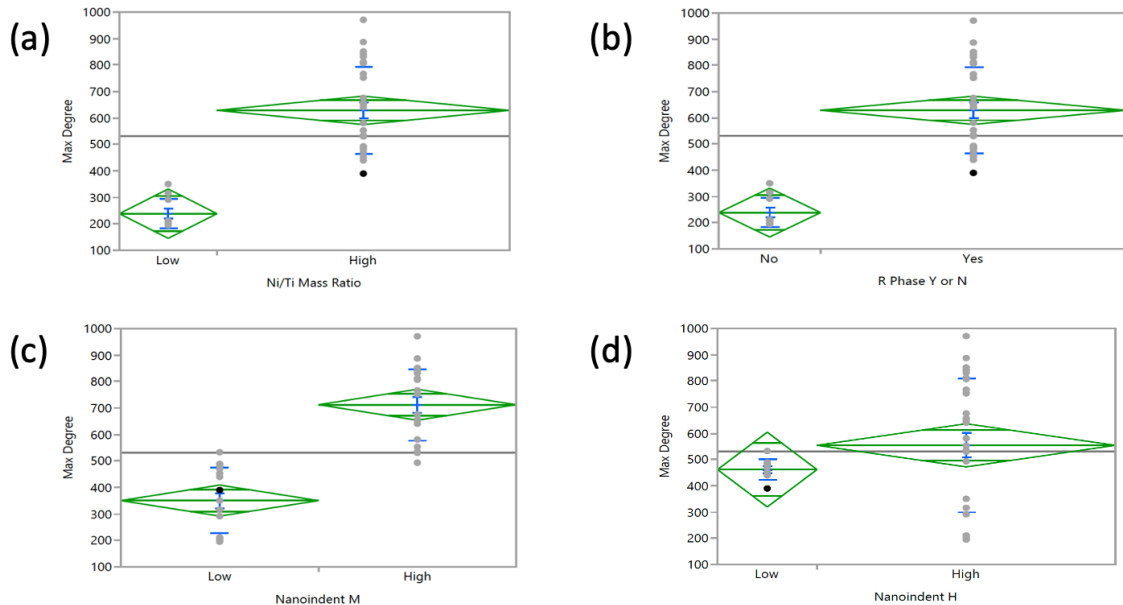 (a)
1000
900
800
700
600
500
400
300
200
100
Max Degree
Low High
Ni/Ti Mass Ratio
(b)
1000
900
800
700
600
500
400
300
200
100
Max Degree
No Yes
R Phase Y or N
(c)
1000
900
800
700
600
500
400
300
200
100
Max Degree
Low High
Nanoindent M
(d)
1000
900
800
700
600
500
400
300
200
100
Max Degree
Low High
Nanoindent H